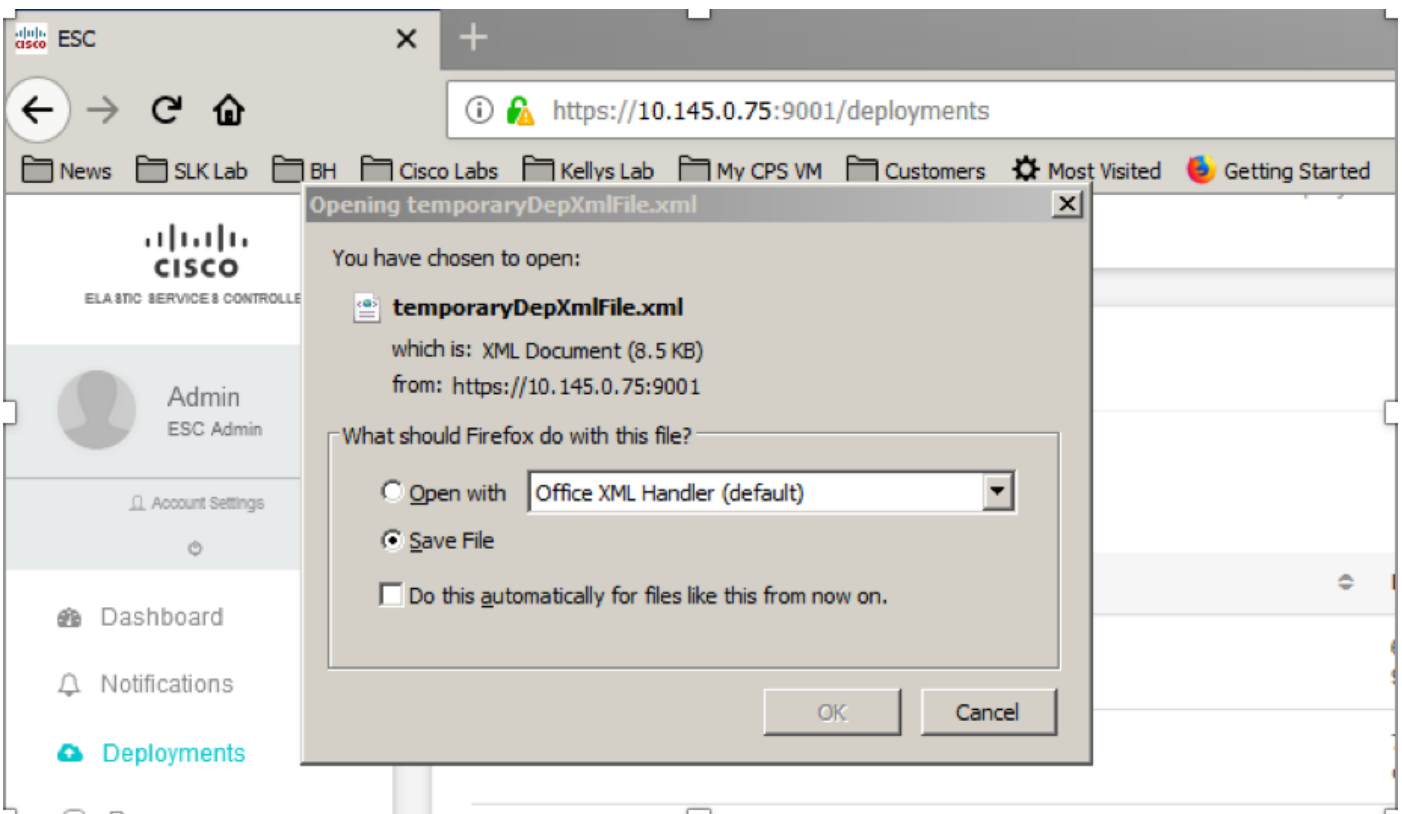 cisco ESC
https://10.145.0.75:9001/deployments
News SLK Lab BH Cisco Labs Kellys Lab My CPS VM Customers Most Visited Getting Started
CISCO
ELASTIC SERVICES CONTROLLE
Admin
ESC Admin
Account Settings
Dashboard
Notifications
Deployments
Opening temporaryDepXmlFile.xml
You have chosen to open:
temporaryDepXmlFile.xml
which is: XML Document (8.5 KB)
from: https://10.145.0.75:9001
What should Firefox do with this file?
Open with Office XML Handler (default)
Save File
Do this automatically for files like this from now on.
OK Cancel